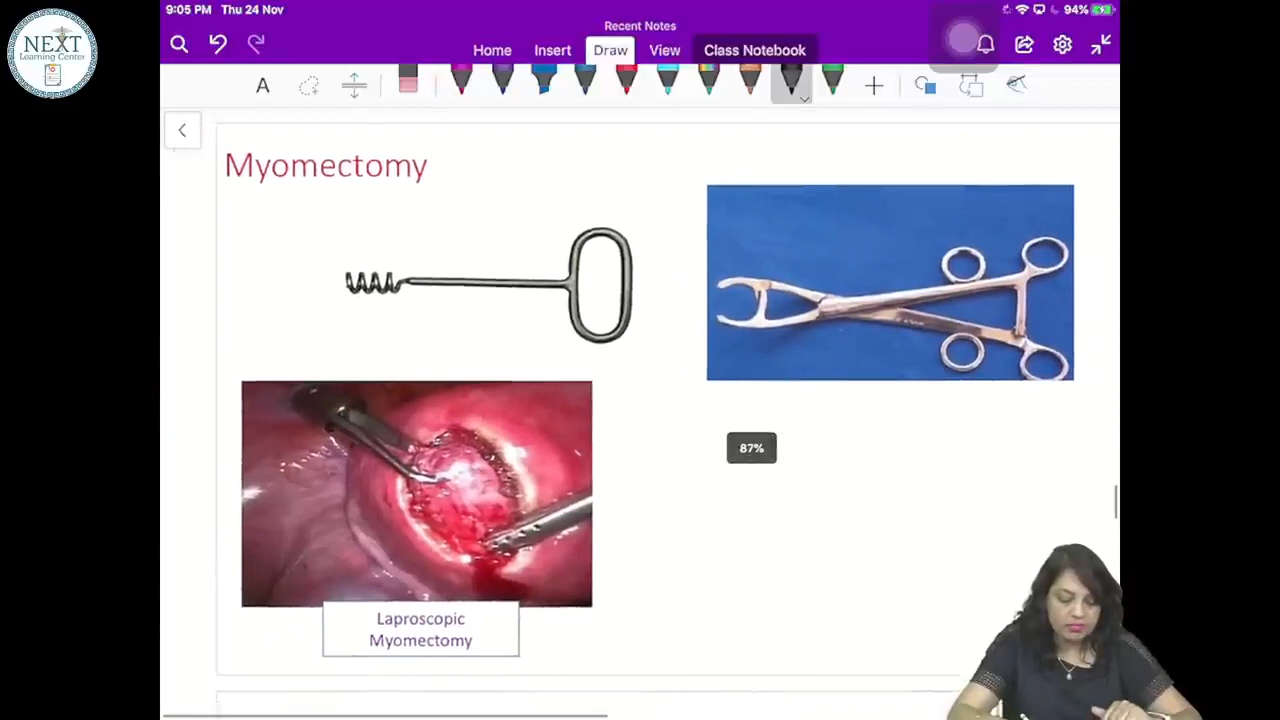 9:05 PM Thu 24 Nov
94%
NEXT
Learning Center
Recent Notes
Home Insert Draw View Class Notebook
A
Myomectomy
87%
Laproscopic
Myomectomy